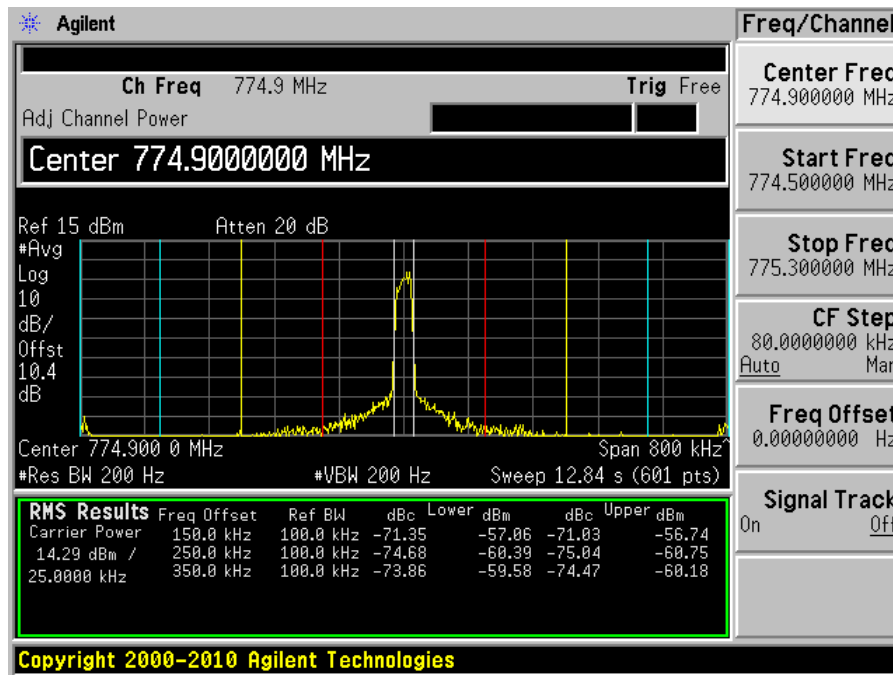 Agilent
Freq/Channel
Ch Freq 774.9 MHz Trig Free
Adj Channel Power
Center 774.9000000 MHz
Ref 15 dBm Atten 20 dB
#Avg
Log
10
dB/
Offst
10.4
dB
Center 774.900 0 MHz Span 800 kHz^
#Res BW 200 Hz #VBW 200 Hz Sweep 12.84 s (601 pts)
RMS Results Freq Offset Ref BW dBc Lower dBm dBc Upper dBm
Carrier Power 150.0 kHz 100.0 kHz -71.35 -57.06 -71.03 -56.74
14.29 dBm / 250.0 kHz 100.0 kHz -74.68 -60.39 -75.04 -60.75
25.0000 kHz 350.0 kHz 100.0 kHz -73.86 -59.58 -74.47 -60.18
Center Freq
774.900000 MHz
Start Freq
774.500000 MHz
Stop Freq
775.300000 MHz
CF Step
80.0000000 kHz
Auto Man
Freq Offset
0.00000000 Hz
Signal Track
On Off
Copyright 2000-2010 Agilent Technologies